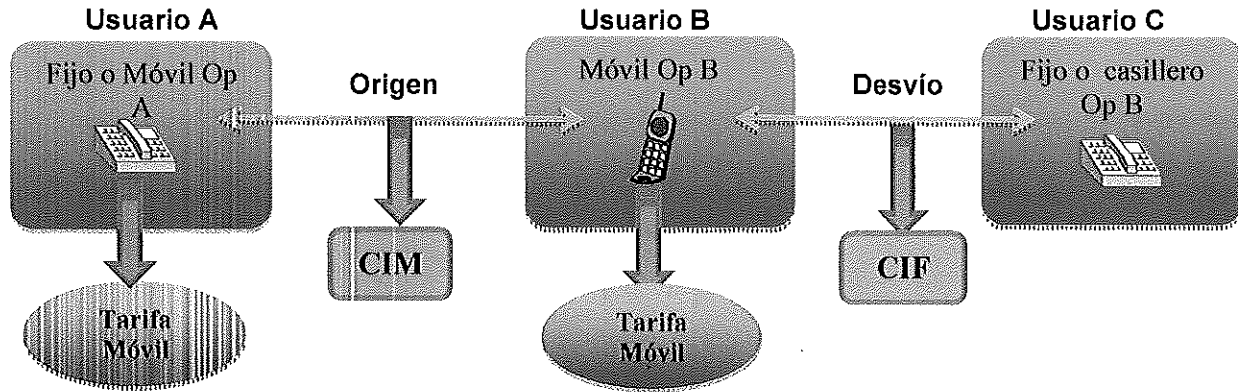 Usuario A
Usuario B
Usuario C
Fijo o Móvil Op
A
Origen
Móvil Op B
Desvío
Fijo o casillero
Op B
CIM
CIF
Tarifa
Móvil
Tarifa
Móvil